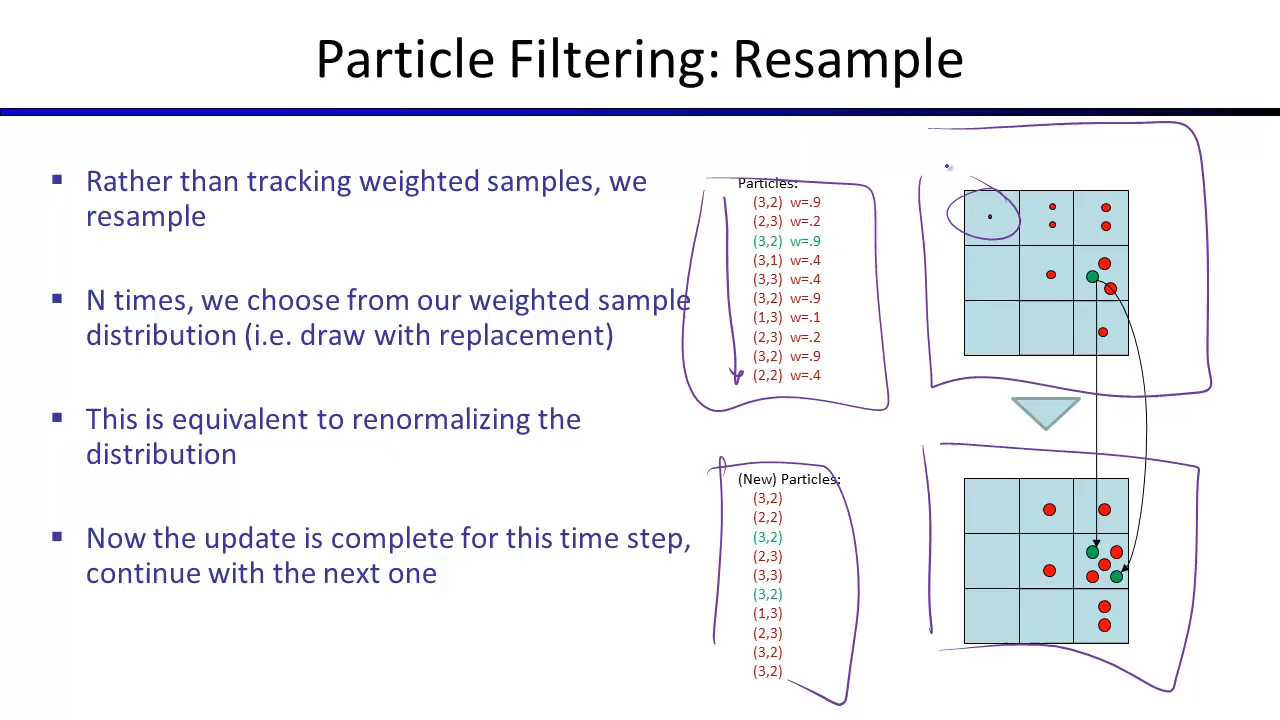 Particle Filtering: Resample
Rather than tracking weighted samples, we
resample
N times, we choose from our weighted sample
distribution (i.e. draw with replacement)
This is equivalent to renormalizing the
distribution
Now the update is complete for this time step,
continue with the next one
Particles:
(3,2) w=.9
(2,3) w=.2
(3,2) w=.9
(3,1) w=.4
(3,3) w=.4
(3,2) w=.9
(1,3) w=.1
(2,3) w=.2
(3,2) w=.9
(2,2) w=.4
(New) Particles:
(3,2)
(2,2)
(3,2)
(2,3)
(3,3)
(3,2)
(1,3)
(2,3)
(3,2)
(3,2)